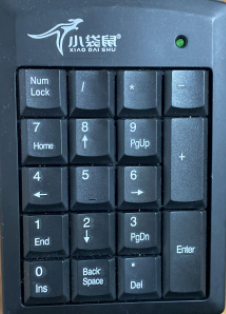 小袋鼠®
XIAO DAI SHU
Num Lock / * -
7 Home 8 ↑ 9 PgUp
+
4 ← 5 6 →
1 End 2 ↓ 3 PgDn
Enter
0 Ins Back Space * Del